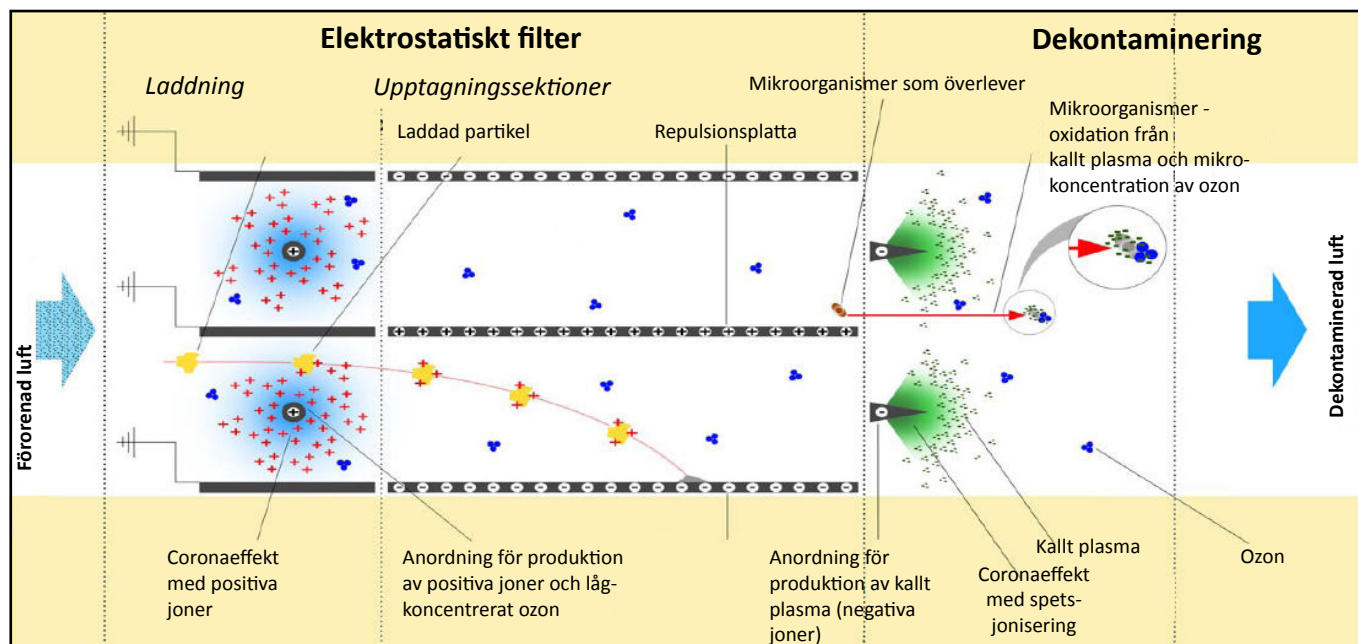 Elektrostatiskt filter
Dekontaminering
Laddning
Upptagningssektioner
Mikroorganismer som överlever
Laddad partikel
Repulsionsplatta
Mikroorganismer -
oxidation från
kallt plasma och mikro-
koncentration av ozon
Förorenad luft
Dekontaminerad luft
Coronaeffekt
med positiva
joner
Anordning för produktion
av positiva joner och låg-
koncentrerat ozon
Anordning för
produktion av kallt
plasma (negativa
joner)
Kallt plasma
Coronaeffekt
med spets-
jonisering
Ozon